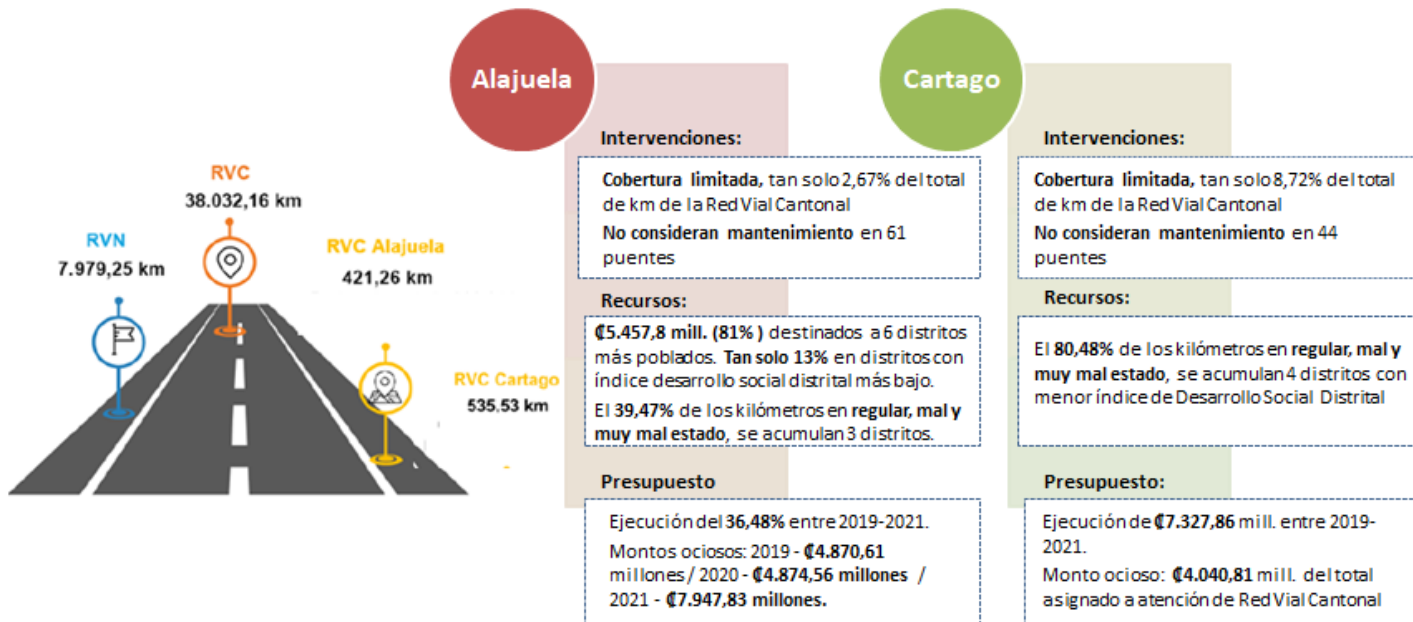 RVC
38.032,16 km
RVN
7.979,25 km
RVC Alajuela
421,26 km
RVC Cartago
535,53 km
Alajuela
Intervenciones:
Cobertura limitada, tan solo 2,67% del total
de km de la Red Vial Cantonal
No consideran mantenimiento en 61
puentes
Recursos:
₡5.457,8 mill. (81% ) destinados a 6 distritos
más poblados. Tan solo 13% en distritos con
índice desarrollo social distrital más bajo.
El 39,47% de los kilómetros en regular, mal y
muy mal estado, se acumulan 3 distritos.
Presupuesto
Ejecución del 36,48% entre 2019-2021.
Montos ociosos: 2019 - ₡4.870,61
millones / 2020 - ₡4.874,56 millones /
2021 - ₡7.947,83 millones.
Cartago
Intervenciones:
Cobertura limitada, tan solo 8,72% del total
de km de la Red Vial Cantonal
No consideran mantenimiento en 44
puentes
Recursos:
El 80,48% de los kilómetros en regular, mal y
muy mal estado, se acumulan 4 distritos con
menor índice de Desarrollo Social Distrital
Presupuesto:
Ejecución de ₡7.327,86 mill. entre 2019-
2021.
Monto ocioso: ₡4.040,81 mill. del total
asignado a atención de Red Vial Cantonal